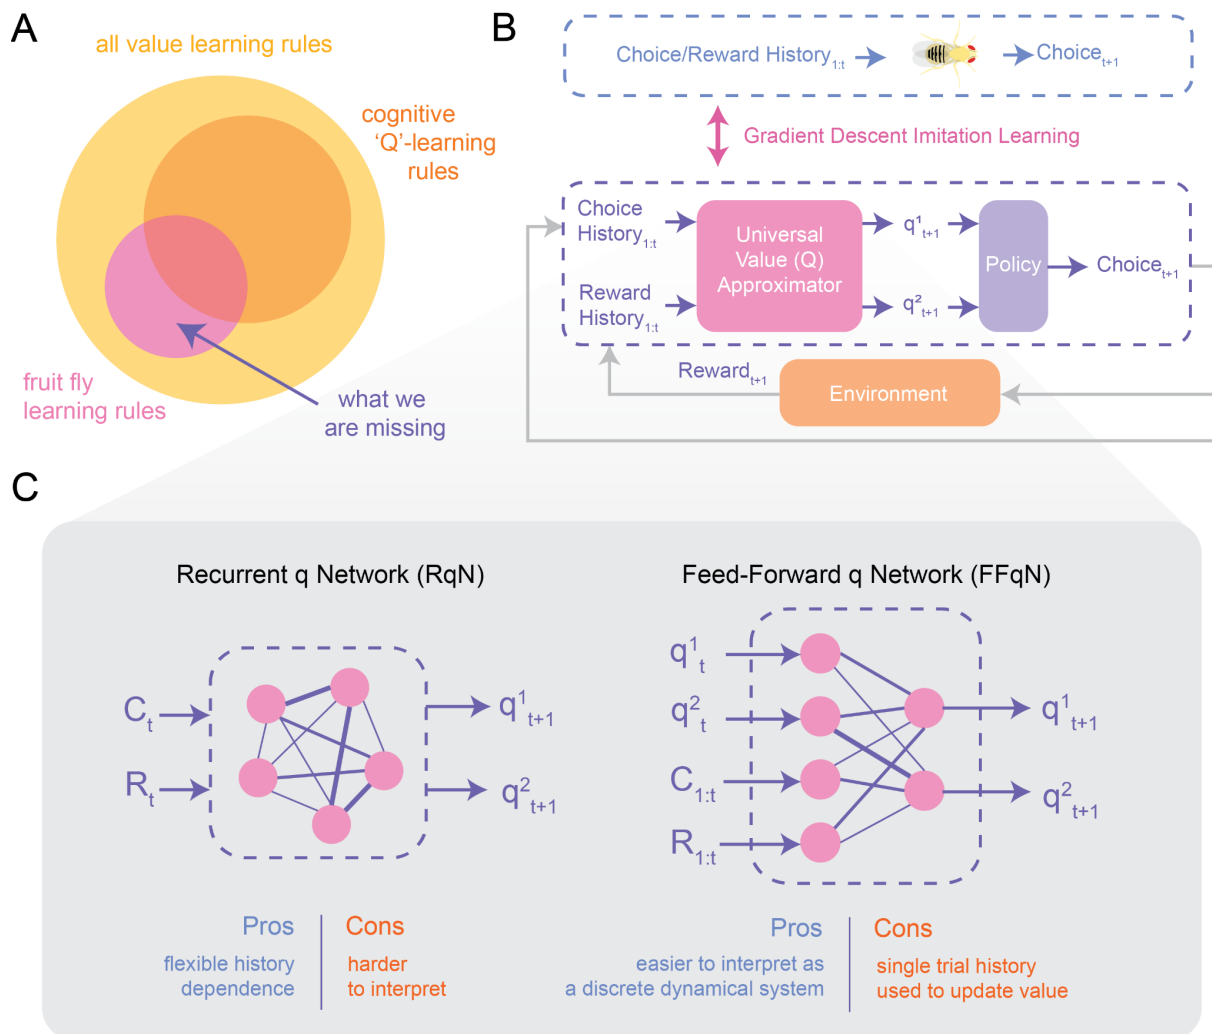 A
all value learning rules
cognitive
'Q'-learning
rules
fruit fly
learning rules
what we
are missing
B
Choice/Reward History1:t
Choicet+1
Gradient Descent Imitation Learning
Choice
History1:t
Reward
History1:t
Universal
Value (Q)
Approximator
q¹t+1
q²t+1
Policy
Choicet+1
Rewardt+1
Environment
C
Recurrent q Network (RqN)
Ct
Rt
q¹t+1
q²t+1
Pros
flexible history
dependence
Cons
harder
to interpret
Feed-Forward q Network (FFqN)
q¹t
q²t
C1:t
R1:t
q¹t+1
q²t+1
Pros
easier to interpret as
a discrete dynamical system
Cons
single trial history
used to update value